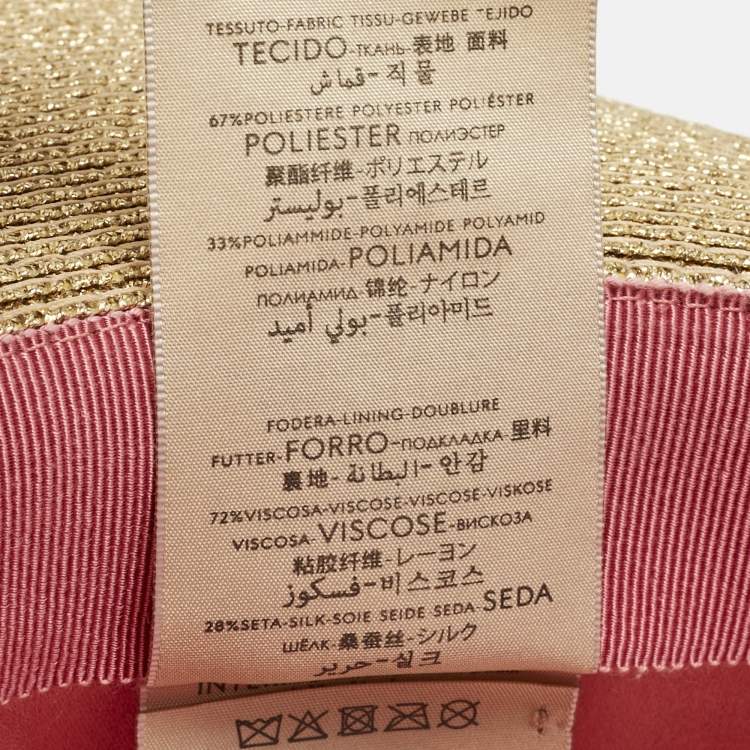 TESSUTO-FABRIC TISSU-GEWEBE TEJIDO
TECIDO-ТКАНЬ-表地 面料
قماش-직물
67%POLIESTERE POLYESTER POLIÉSTER
POLIESTER ПОЛИЭСТЕР
聚酯纤维-ポリエステル
بوليستر-폴리에스테르
33%POLIAMMIDE-POLYAMIDE POLYAMID
POLIAMIDA-POLIAMIDA
ПОЛИАМИД-锦纶-ナイロン
بولي أميد-폴리아미드
FODERA-LINING DOUBLURE
FUTTER-FORRO-ПОДКЛАДКА-里料
裏地-البطانة-안감
72%VISCOSA-VISCOSE-VISCOSE-VISKOSE
VISCOSA-VISCOSE-ВИСКОЗА
粘胶纤维-レーヨン
فسكوز-비스코스
28%SETA-SILK-SOIE SEIDE SEDA-SEDA
ШЁЛК-桑蚕丝-シルク
حرير-실크